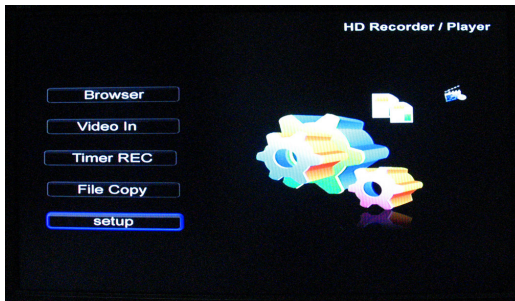 HD Recorder / Player
Browser
Video In
Timer REC
File Copy
setup